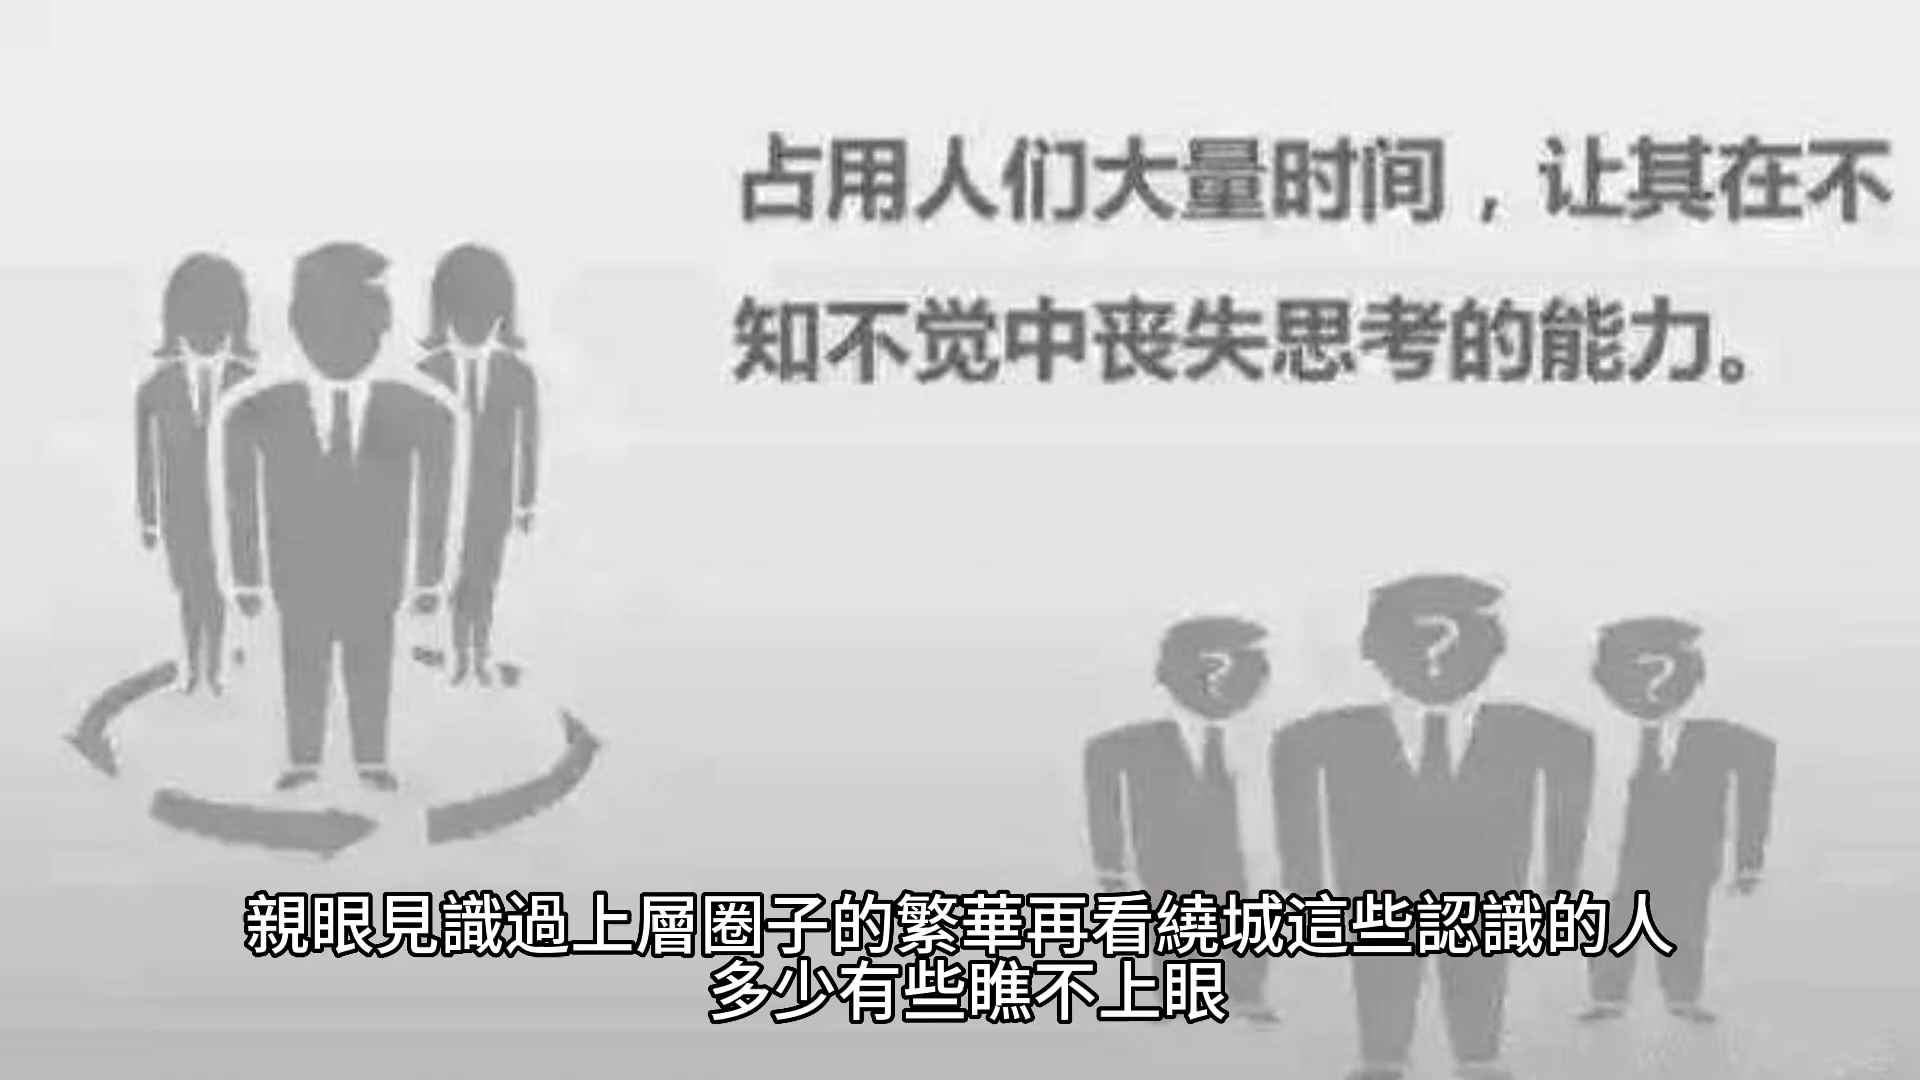 占用人们大量时间，让其在不
知不觉中丧失思考的能力。
?
?
?
親眼見識過上層圈子的繁華再看繞城這些認識的人
多少有些瞧不上眼